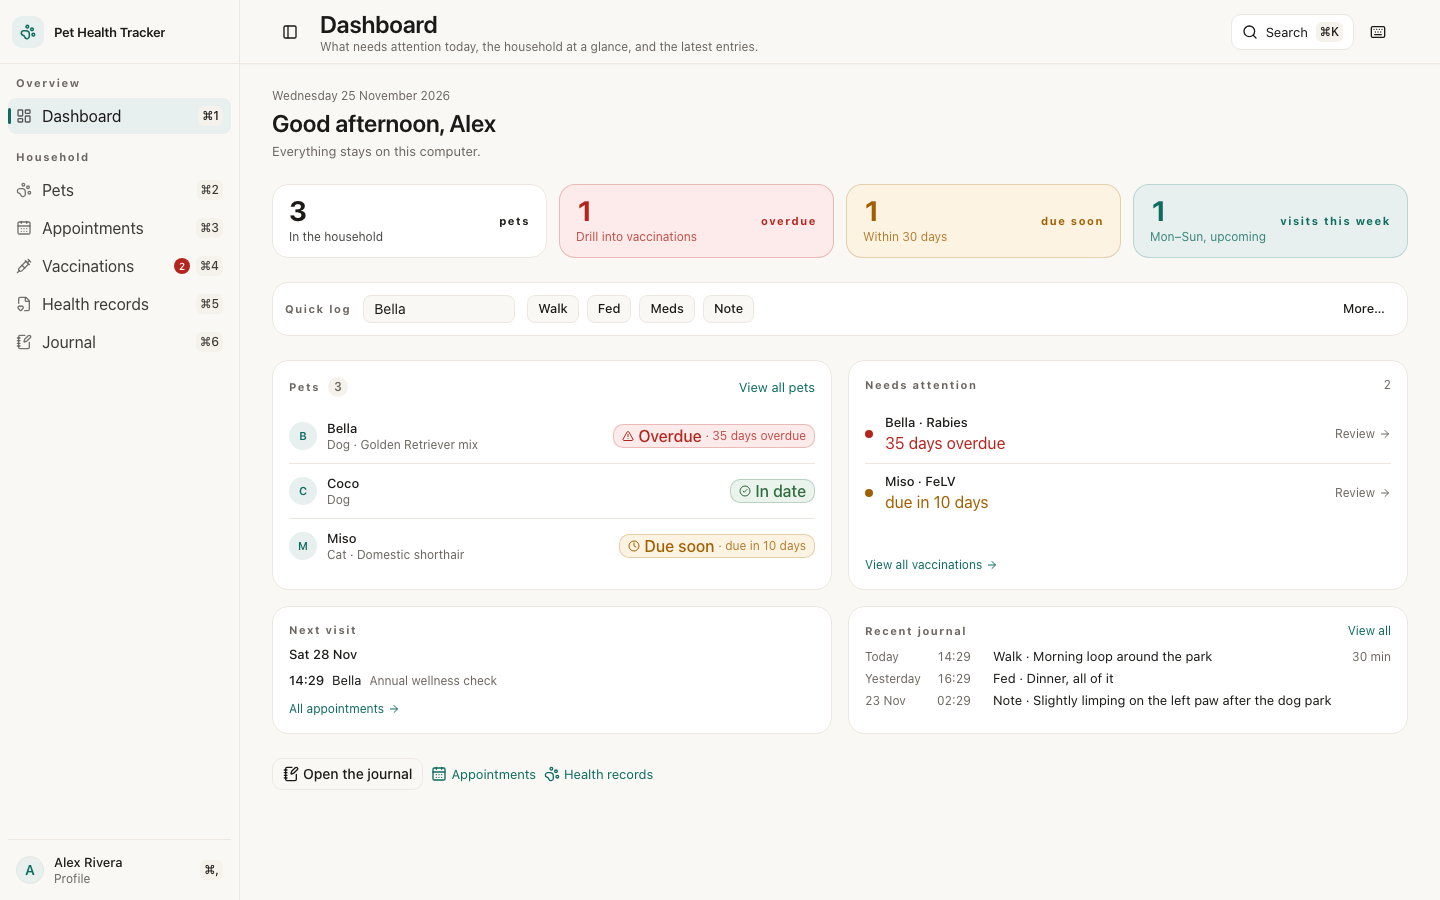 Pet Health Tracker
Overview
Dashboard ⌘1
Household
Pets ⌘2
Appointments ⌘3
Vaccinations 2 ⌘4
Health records ⌘5
Journal ⌘6
Alex Rivera
Profile
⌘,
Dashboard
What needs attention today, the household at a glance, and the latest entries.
Search ⌘K
Wednesday 25 November 2026
Good afternoon, Alex
Everything stays on this computer.
3
In the household
pets
1
Drill into vaccinations
overdue
1
Within 30 days
due soon
1
Mon–Sun, upcoming
visits this week
Quick log Bella Walk Fed Meds Note More...
Pets 3 View all pets
B
Bella
Dog · Golden Retriever mix
Overdue · 35 days overdue
C
Coco
Dog
In date
M
Miso
Cat · Domestic shorthair
Due soon · due in 10 days
Needs attention 2
Bella · Rabies
35 days overdue
Review →
Miso · FeLV
due in 10 days
Review →
View all vaccinations →
Next visit
Sat 28 Nov
14:29 Bella Annual wellness check
All appointments →
Recent journal View all
Today 14:29 Walk · Morning loop around the park 30 min
Yesterday 16:29 Fed · Dinner, all of it
23 Nov 02:29 Note · Slightly limping on the left paw after the dog park
Open the journal Appointments Health records
A